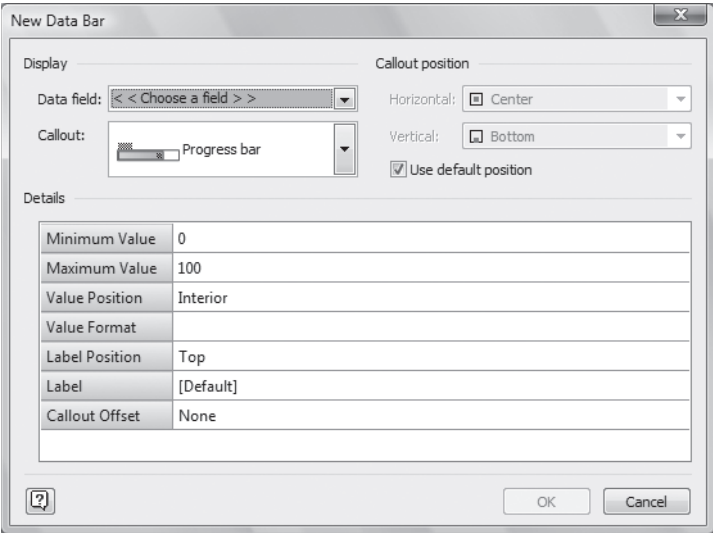 New Data Bar
x
Display
Data field: < < Choose a field > >
Callout: Progress bar
Callout position
Horizontal: Center
Vertical: Bottom
Use default position
Details
Minimum Value 0
Maximum Value 100
Value Position Interior
Value Format
Label Position Top
Label [Default]
Callout Offset None
?
OK Cancel